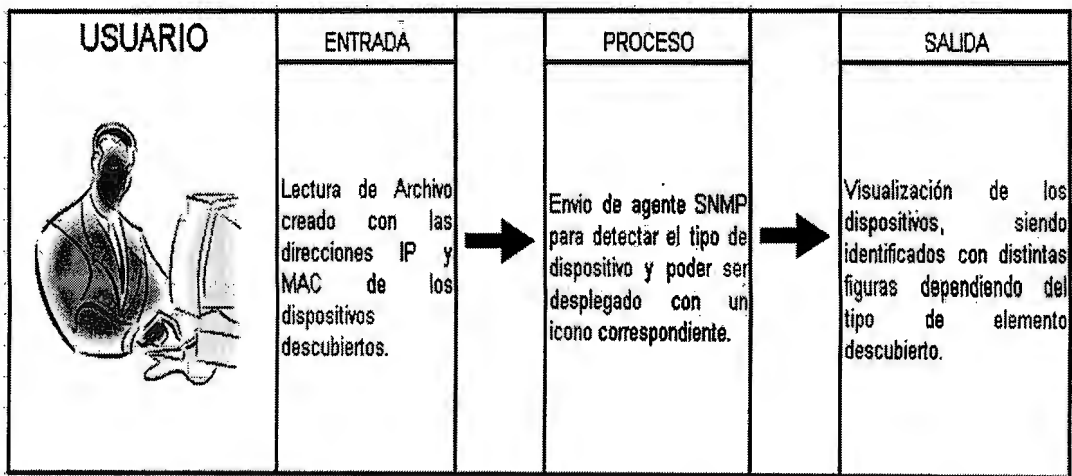 USUARIO
ENTRADA
PROCESO
SALIDA
Lectura de Archivo
creado con las
direcciones IP y
MAC de los
dispositivos
descubiertos.
Envio de agente SNMP
para detectar el tipo de
dispositivo y poder ser
desplegado con un
icono correspondiente.
Visualización de los
dispositivos, siendo
identificados con distintas
figuras dependiendo del
tipo de elemento
descubierto.